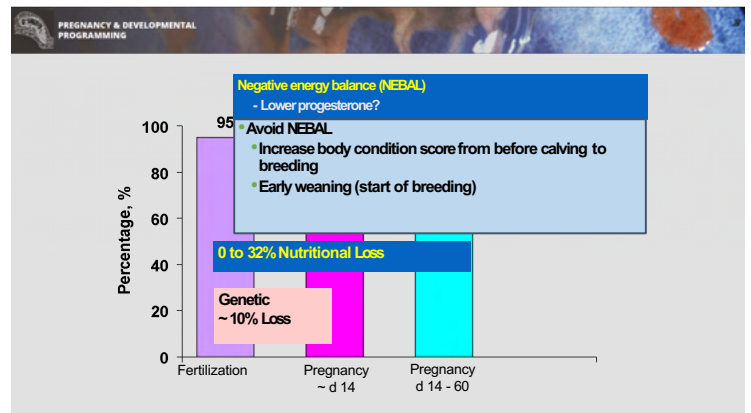 PREGNANCY & DEVELOPMENTAL
PROGRAMMING
Negative energy balance (NEBAL)
- Lower progesterone?
95
• Avoid NEBAL
• Increase body condition score from before calving to
breeding
• Early weaning (start of breeding)
0 to 32% Nutritional Loss
Genetic
~ 10% Loss
Percentage, %
100
80
60
40
20
0
Fertilization
Pregnancy
~ d 14
Pregnancy
d 14 - 60